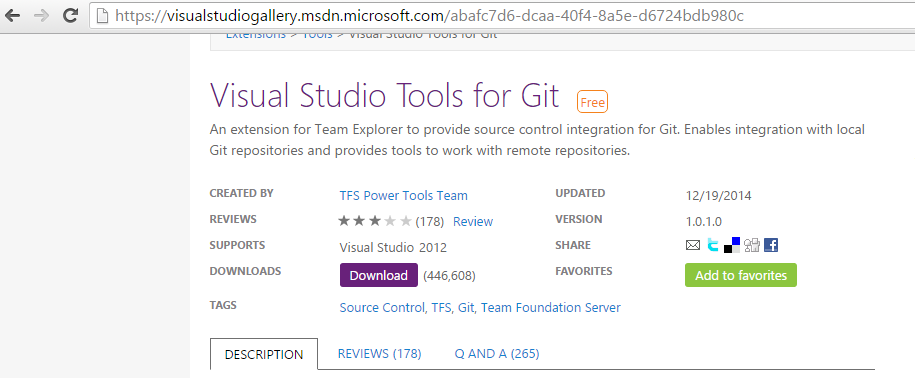 https://visualstudiogallery.msdn.microsoft.com/abafc7d6-dcaa-40f4-8a5e-d6724bdb980c
Extensions > Tools > Visual Studio Tools for Git
Visual Studio Tools for Git Free
An extension for Team Explorer to provide source control integration for Git. Enables integration with local
Git repositories and provides tools to work with remote repositories.
CREATED BY TFS Power Tools Team UPDATED 12/19/2014
REVIEWS (178) Review VERSION 1.0.1.0
SUPPORTS Visual Studio 2012 SHARE
DOWNLOADS Download (446,608) FAVORITES Add to favorites
TAGS Source Control, TFS, Git, Team Foundation Server
DESCRIPTION REVIEWS (178) Q AND A (265)